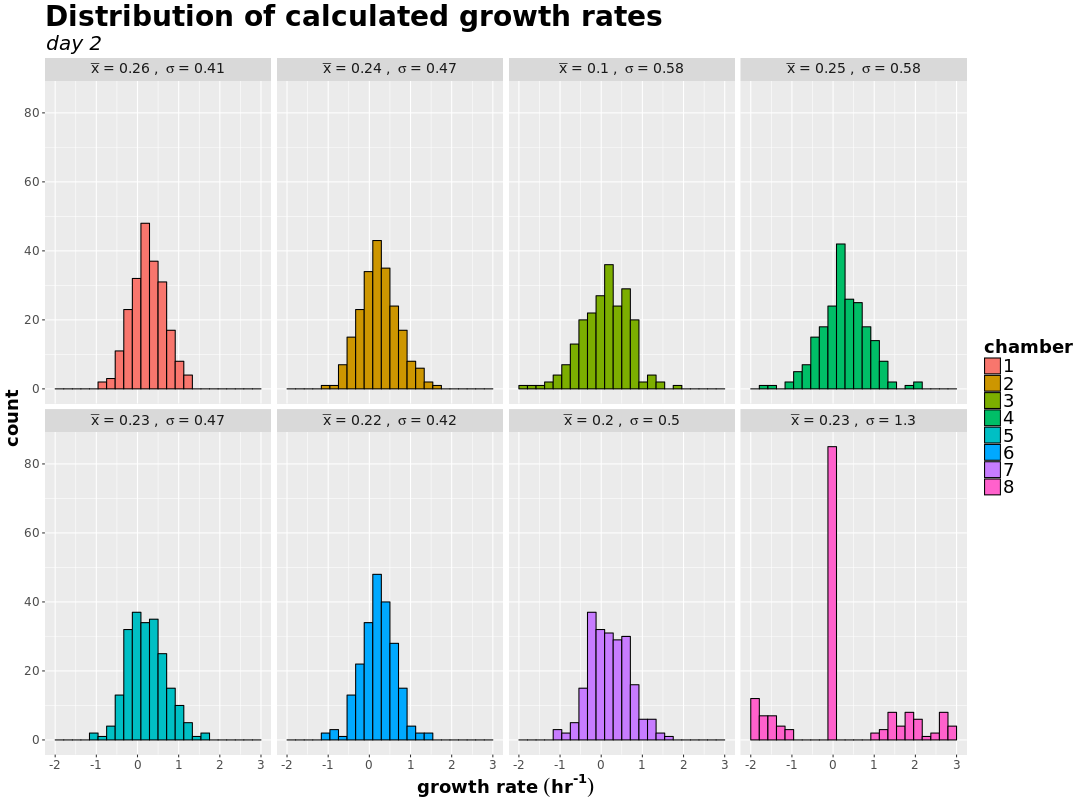 Distribution of calculated growth rates
day 2
x̅ = 0.26 , σ = 0.41
x̅ = 0.24 , σ = 0.47
x̅ = 0.1 , σ = 0.58
x̅ = 0.25 , σ = 0.58
80
60
40
20
0
x̅ = 0.23 , σ = 0.47
x̅ = 0.22 , σ = 0.42
x̅ = 0.2 , σ = 0.5
x̅ = 0.23 , σ = 1.3
80
60
40
20
0
-2 -1 0 1 2 3
-2 -1 0 1 2 3
-2 -1 0 1 2 3
-2 -1 0 1 2 3
count
growth rate (hr⁻¹)
chamber
1
2
3
4
5
6
7
8